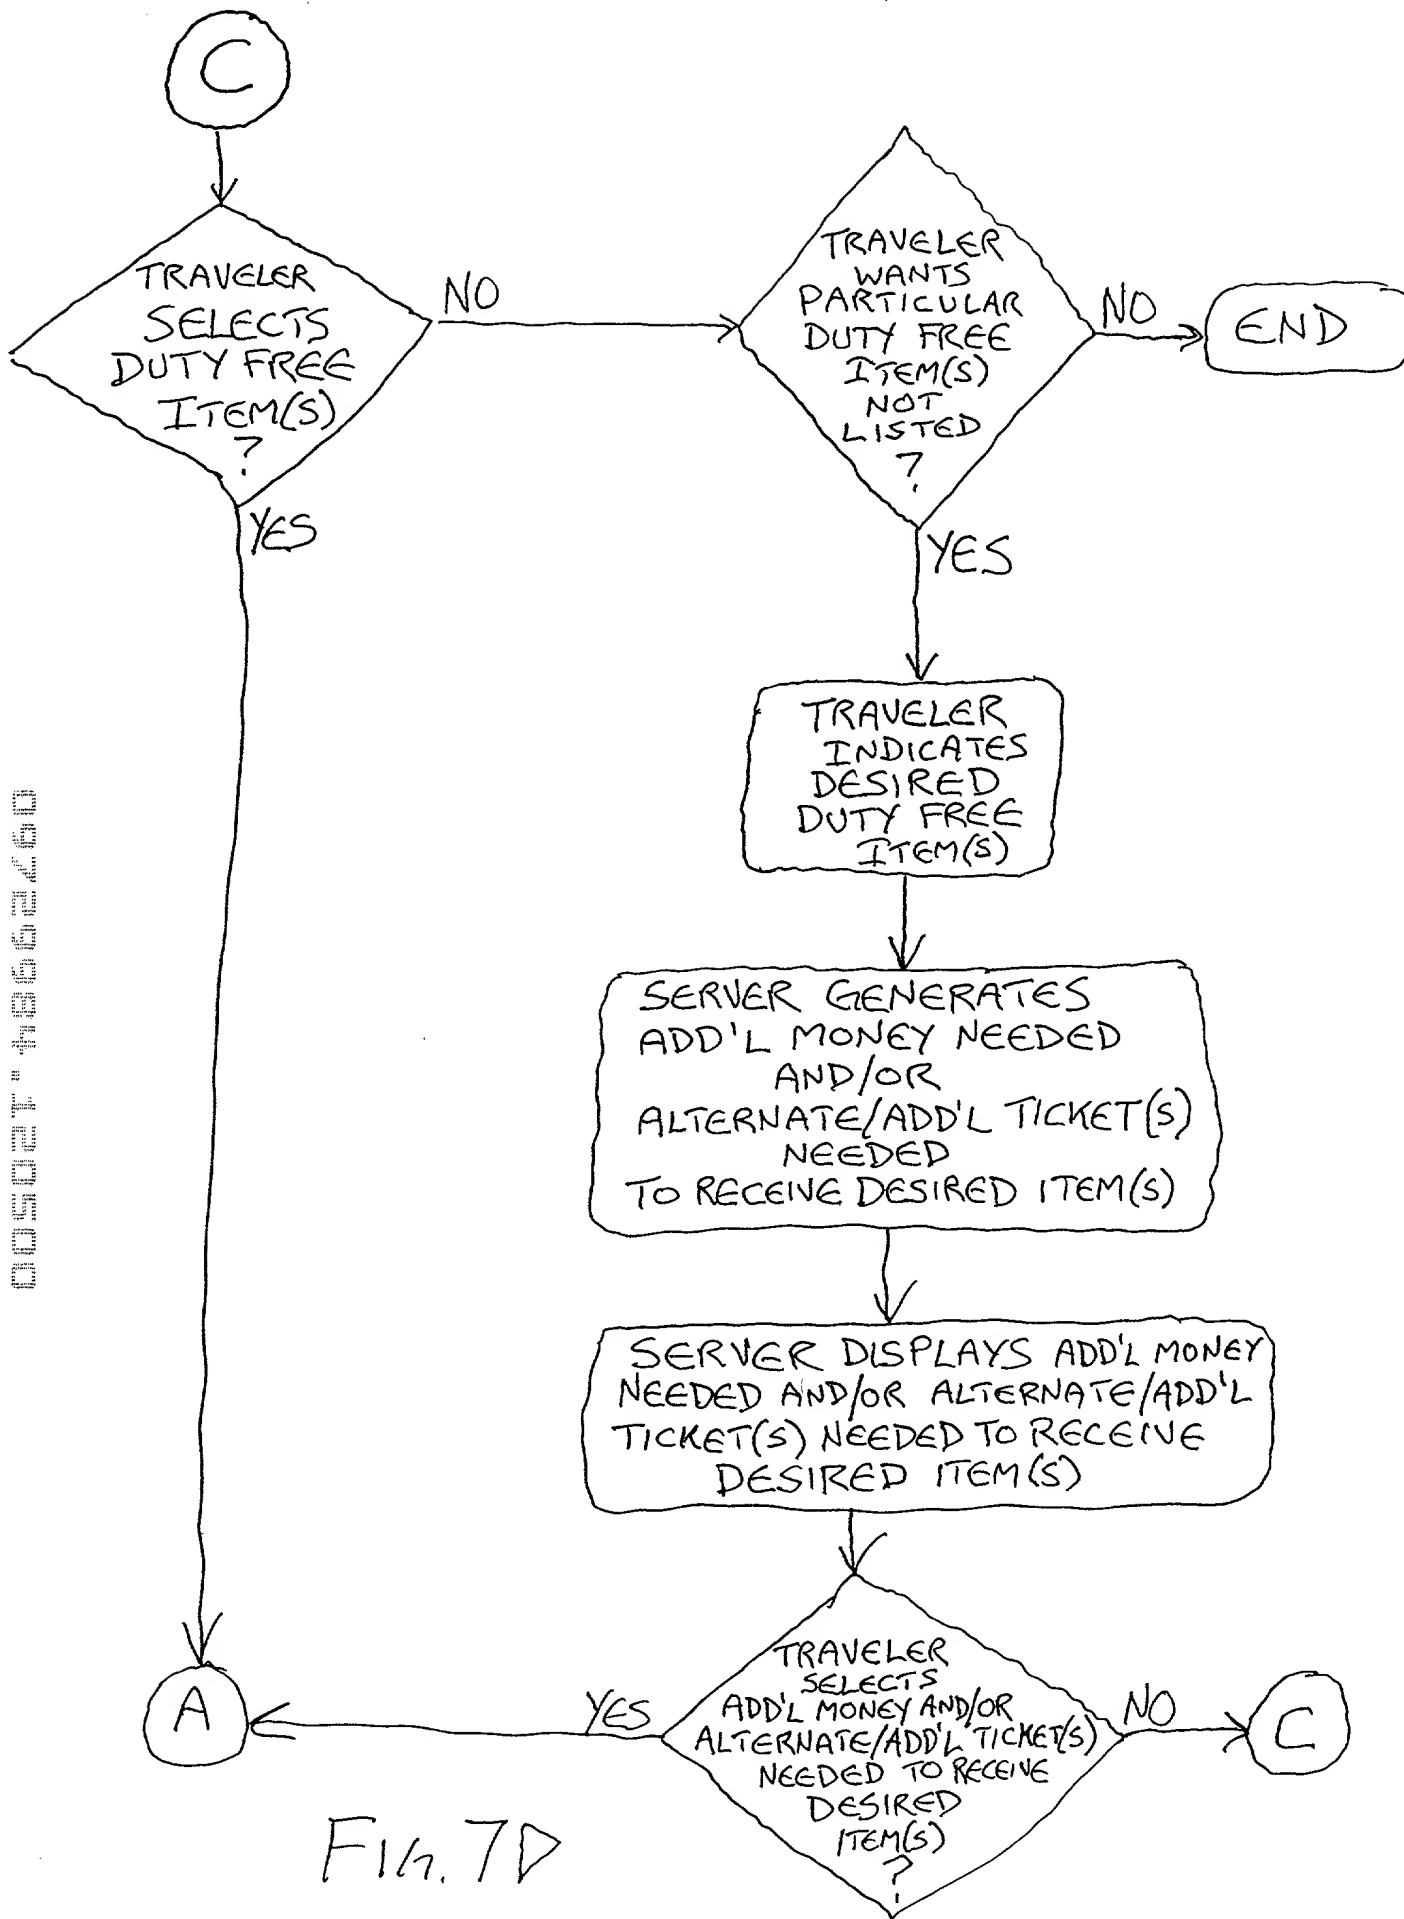 C
TRAVELER
SELECTS
DUTY FREE
ITEM(S)
?
NO
YES
TRAVELER
WANTS
PARTICULAR
DUTY FREE
ITEM(S)
NOT
LISTED
?
NO
END
YES
TRAVELER
INDICATES
DESIRED
DUTY FREE
ITEM(S)
SERVER GENERATES
ADD'L MONEY NEEDED
AND/OR
ALTERNATE/ADD'L TICKET(S)
NEEDED
TO RECEIVE DESIRED ITEM(S)
SERVER DISPLAYS ADD'L MONEY
NEEDED AND/OR ALTERNATE/ADD'L
TICKET(S) NEEDED TO RECEIVE
DESIRED ITEM(S)
TRAVELER
SELECTS
ADD'L MONEY AND/OR
ALTERNATE/ADD'L TICKET(S)
NEEDED TO RECEIVE
DESIRED
ITEM(S)
?
YES
A
NO
C
FIG. 7D
09729684.120500